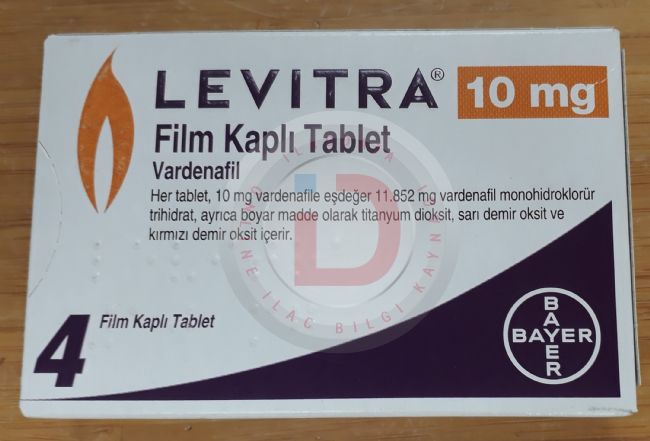 LEVITRA® 10 mg
Film Kaplı Tablet
Vardenafil
Her tablet, 10 mg vardenafile eşdeğer 11.852 mg vardenafil monohidroklorür
trihidrat, ayrıca boyar madde olarak titanyum dioksit, sarı demir oksit ve
kırmızı demir oksit içerir.
4 Film Kaplı Tablet
BAYER
BAYER